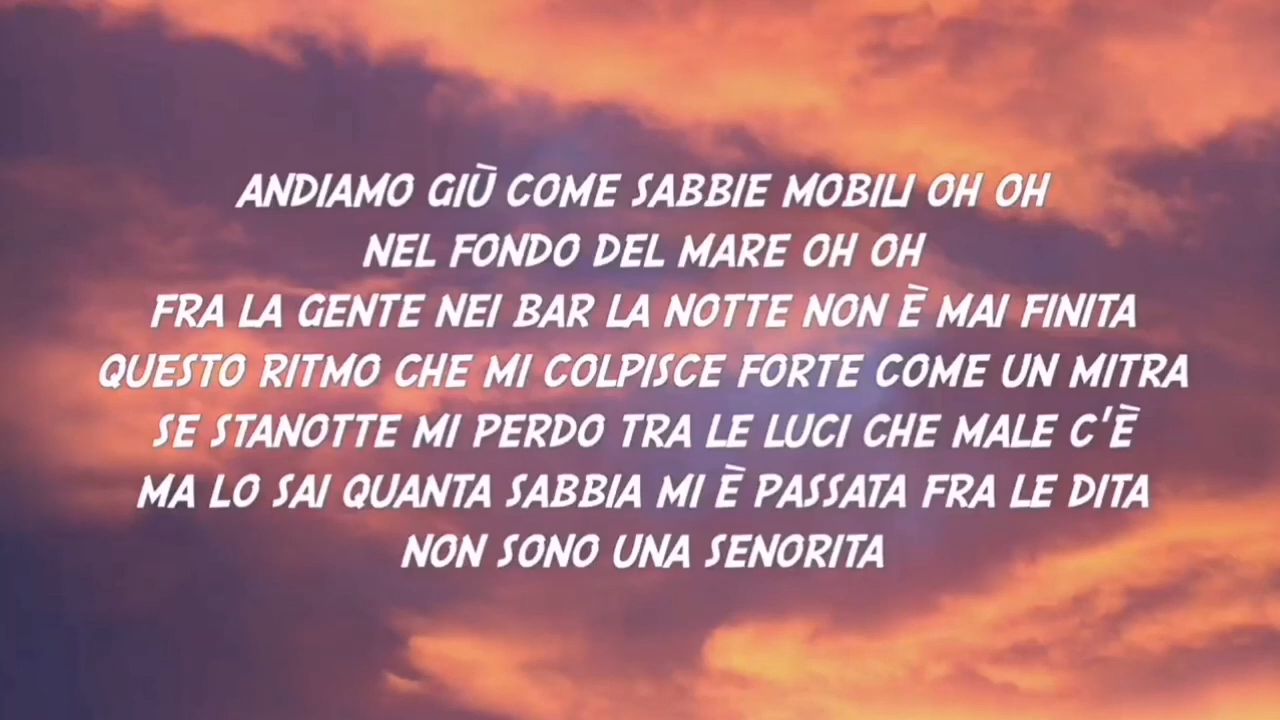 ANDIAMO GIÙ COME SABBIE MOBILI OH OH
NEL FONDO DEL MARE OH OH
FRA LA GENTE NEI BAR LA NOTTE NON È MAI FINITA
QUESTO RITMO CHE MI COLPISCE FORTE COME UN MITRA
SE STANOTTE MI PERDO TRA LE LUCI CHE MALE C'È
MA LO SAI QUANTA SABBIA MI È PASSATA FRA LE DITA
NON SONO UNA SENORITA